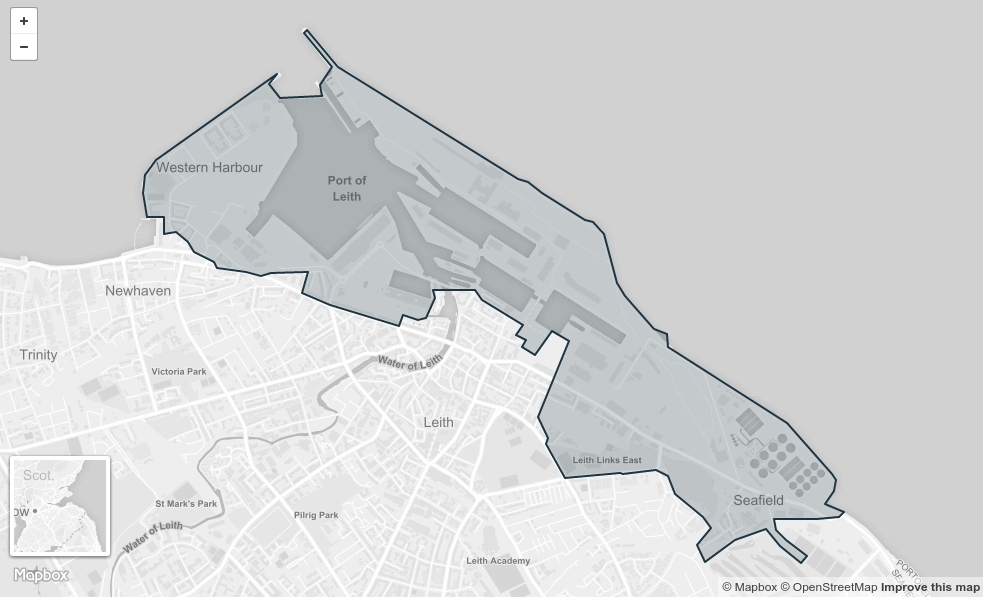 +
−
Western Harbour
Port of
Leith
Newhaven
Trinity
Victoria Park
Water of Leith
Leith
Leith Links East
Seafield
Scot.
ow
St Mark's Park
Pilrig Park
Water of Leith
Leith Academy
Mapbox
© Mapbox © OpenStreetMap Improve this map